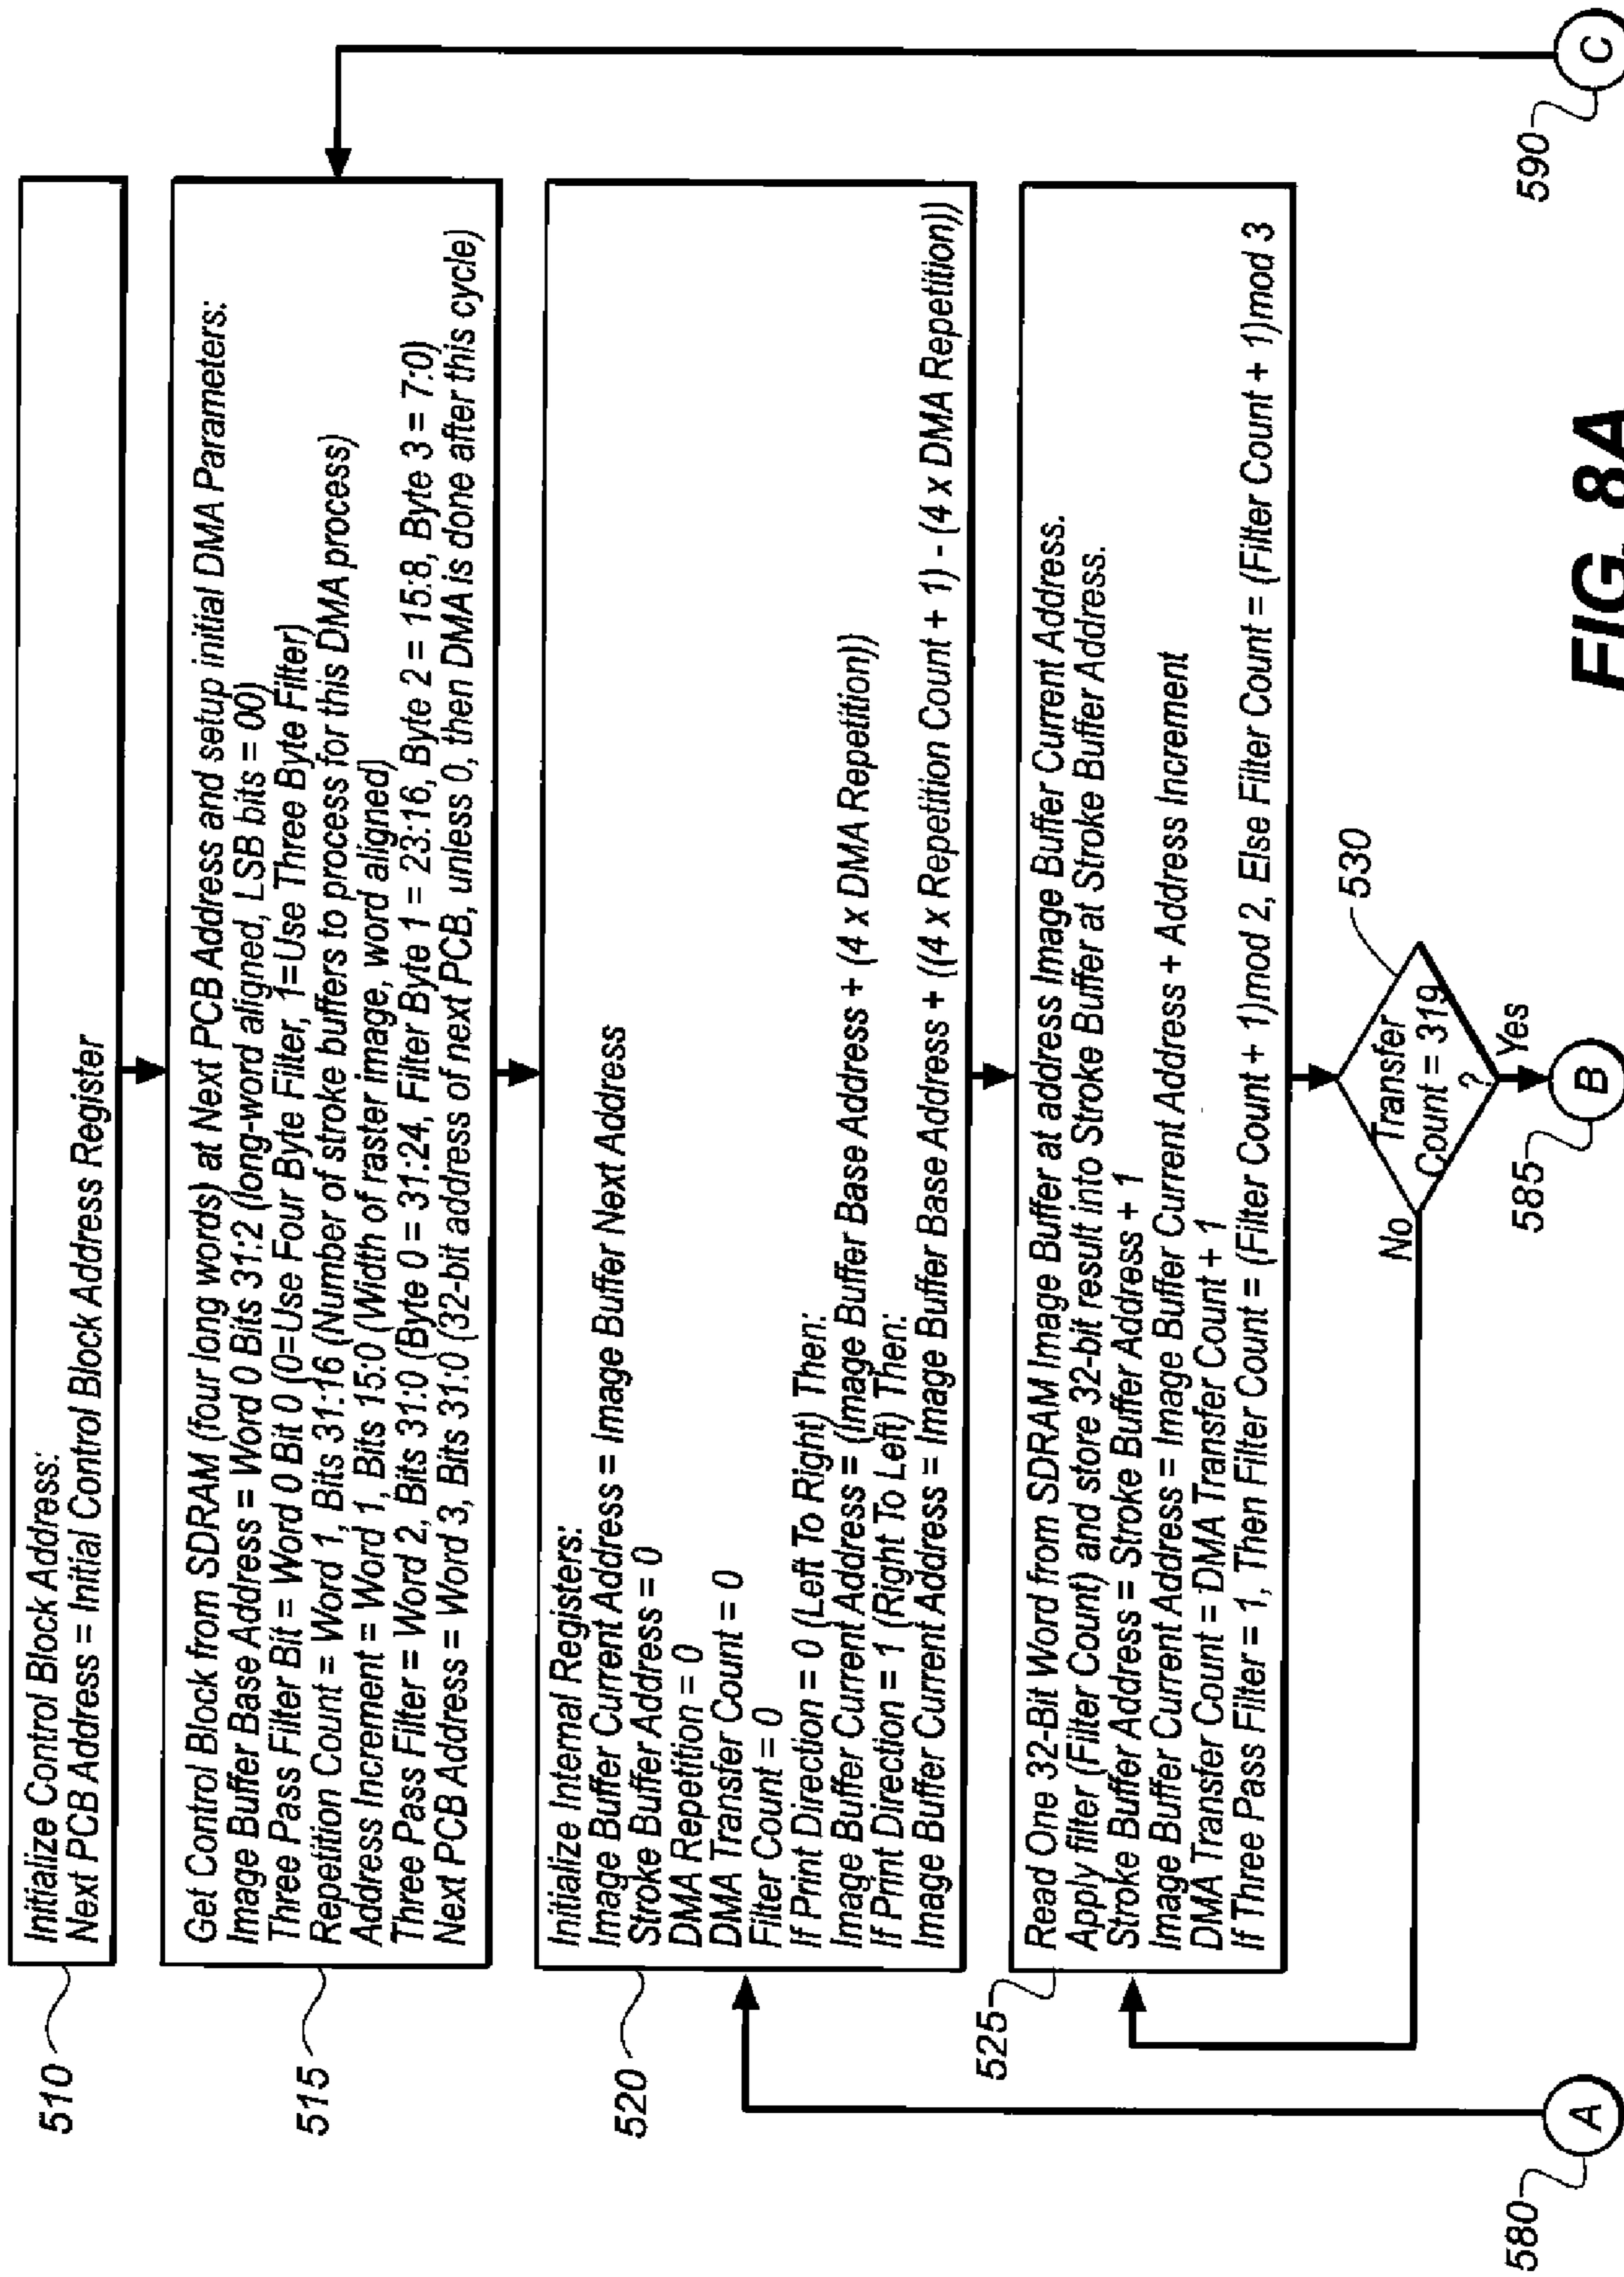 510
Initialize Control Block Address:
Next PCB Address = Initial Control Block Address Register
515
Get Control Block from SDRAM (four long words) at Next PCB Address and setup initial DMA Parameters:
Image Buffer Base Address = Word 0 Bits 31:2 (long-word aligned, LSB bits = 00)
Three Pass Filter Bit = Word 0 Bit 0 (0=Use Four Byte Filter, 1=Use Three Byte Filter)
Repetition Count = Word 1, Bits 31:16 (Number of stroke buffers to process for this DMA process)
Address Increment = Word 1, Bits 15:0 (Width of raster image, word aligned)
Three Pass Filter = Word 2, Bits 31:0 (Byte 0 = 31:24, Filter Byte 1 = 23:16, Byte 2 = 15:8, Byte 3 = 7:0)
Next PCB Address = Word 3, Bits 31:0 (32-bit address of next PCB, unless 0, then DMA is done after this cycle)
520
Initialize Internal Registers:
Image Buffer Current Address = Image Buffer Next Address
Stroke Buffer Address = 0
DMA Repetition = 0
DMA Transfer Count = 0
Filter Count = 0
If Print Direction = 0 (Left To Right) Then:
Image Buffer Current Address = (Image Buffer Base Address + (4 x DMA Repetition))
If Print Direction = 1 (Right To Left) Then:
Image Buffer Current Address = Image Buffer Base Address + ((4 x Repetition Count + 1) - (4 x DMA Repetition))
525
Read One 32-Bit Word from SDRAM Image Buffer at address Image Buffer Current Address.
Apply filter (Filter Count) and store 32-bit result into Stroke Buffer at Stroke Buffer Address.
Stroke Buffer Address = Stroke Buffer Address + 1
Image Buffer Current Address = Image Buffer Current Address + Address Increment
DMA Transfer Count = DMA Transfer Count + 1
If Three Pass Filter = 1, Then Filter Count = (Filter Count + 1)mod 2, Else Filter Count = (Filter Count + 1)mod 3
530
Transfer
Count = 319
?
No
Yes
580
A
585
B
590
C
FIG. 8A